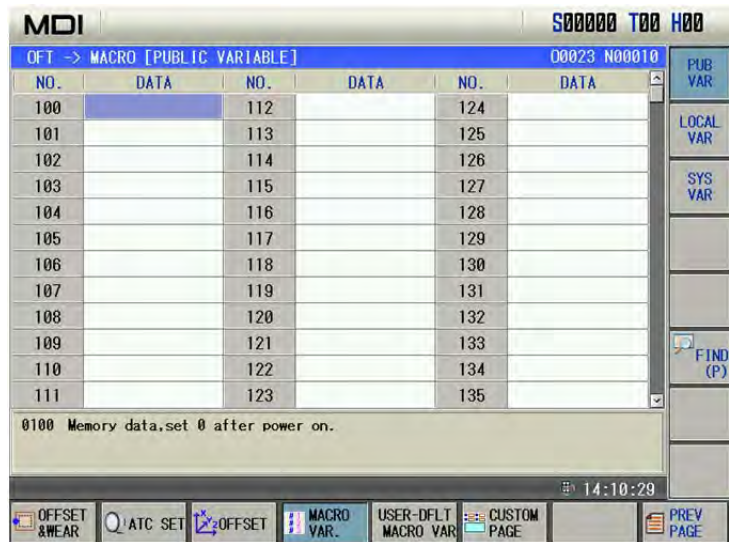 MDI S00000 T00 H00
OFT -> MACRO [PUBLIC VARIABLE] O0023 N00010
NO. DATA NO. DATA NO. DATA
100 112 124
101 113 125
102 114 126
103 115 127
104 116 128
105 117 129
106 118 130
107 119 131
108 120 132
109 121 133
110 122 134
111 123 135
0100 Memory data,set 0 after power on.
14:10:29
PUB
VAR
LOCAL
VAR
SYS
VAR
FIND
(P)
OFFSET
&WEAR
ATC SET
OFFSET
MACRO
VAR.
USER-DFLT
MACRO VAR
CUSTOM
PAGE
PREV
PAGE